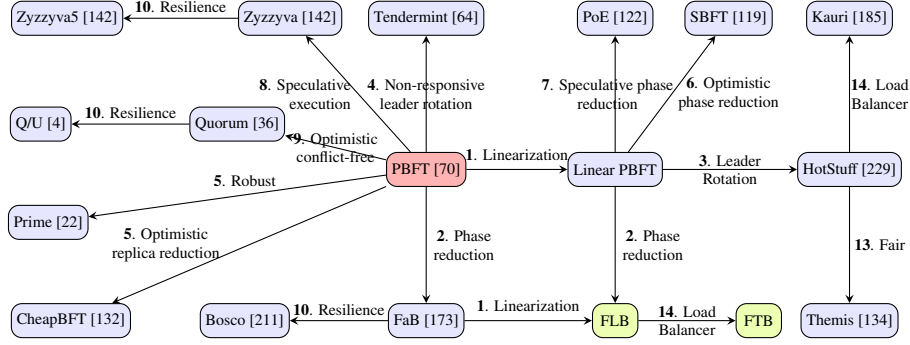 Zyzzyva5 [142]
10. Resilience
Zyzzyva [142]
Tendermint [64]
PoE [122]
SBFT [119]
Kauri [185]
8. Speculative
execution
4. Non-responsive
leader rotation
7. Speculative phase
reduction
6. Optimistic
phase reduction
14. Load
Balancer
Q/U [4]
10. Resilience
Quorum [36]
9. Optimistic
conflict-free
PBFT [70]
1. Linearization
Linear PBFT
3. Leader
Rotation
HotStuff [229]
5. Robust
Prime [22]
5. Optimistic
replica reduction
2. Phase
reduction
2. Phase
reduction
13. Fair
CheapBFT [132]
Bosco [211]
10. Resilience
FaB [173]
1. Linearization
FLB
14. Load
Balancer
FTB
Themis [134]